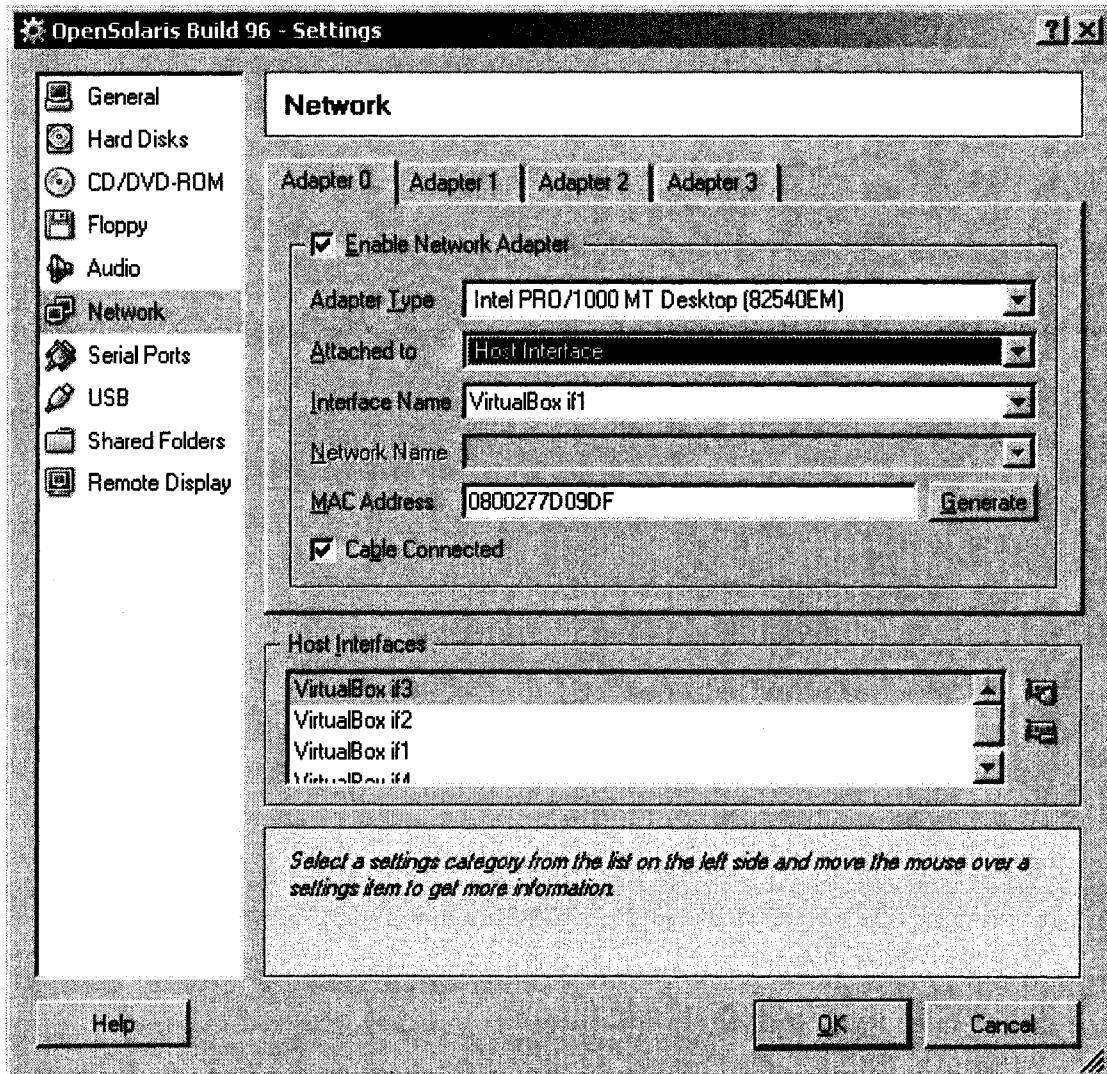 OpenSolaris Build 96 - Settings
General
Hard Disks
CD/DVD-ROM
Floppy
Audio
Network
Serial Ports
USB
Shared Folders
Remote Display
Network
Adapter 0 Adapter 1 Adapter 2 Adapter 3
Enable Network Adapter
Adapter Type Intel PRO/1000 MT Desktop (82540EM)
Attached to Host Interface
Interface Name VirtualBox if1
Network Name
MAC Address 0800277D09DF Generate
Cable Connected
Host Interfaces
VirtualBox if3
VirtualBox if2
VirtualBox if1
VirtualBox if4
Select a settings category from the list on the left side and move the mouse over a
settings item to get more information.
Help OK Cancel